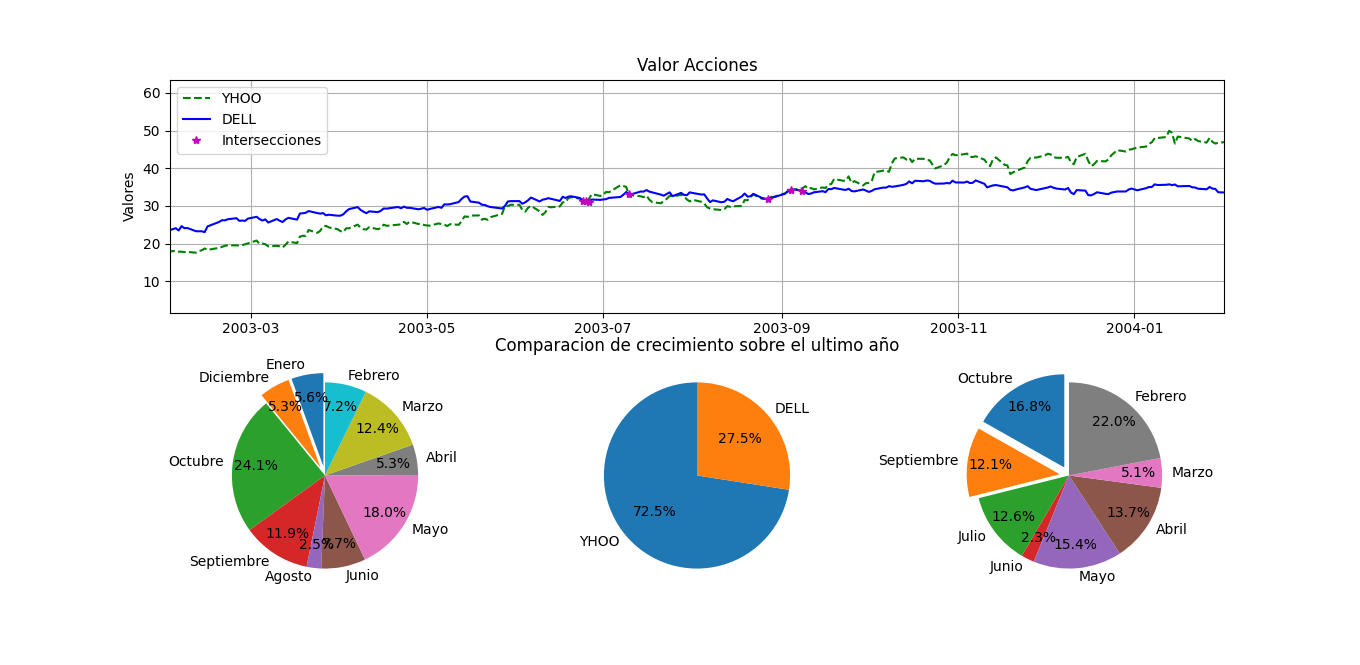 Valor Acciones
60
50
40
30
20
10
Valores
YHOO
DELL
Intersecciones
2003-03 2003-05 2003-07 2003-09 2003-11 2004-01
Comparacion de crecimiento sobre el ultimo año
Enero
5.6%
Diciembre
5.3%
Octubre
24.1%
Septiembre
11.9%
Agosto
2.5%
Junio
Mayo
18.0%
Abril
5.3%
Marzo
12.4%
Febrero
7.2%
DELL
27.5%
YHOO
72.5%
Octubre
16.8%
Septiembre
12.1%
Julio
12.6%
Junio
2.3%
Mayo
15.4%
Abril
13.7%
Marzo
5.1%
Febrero
22.0%